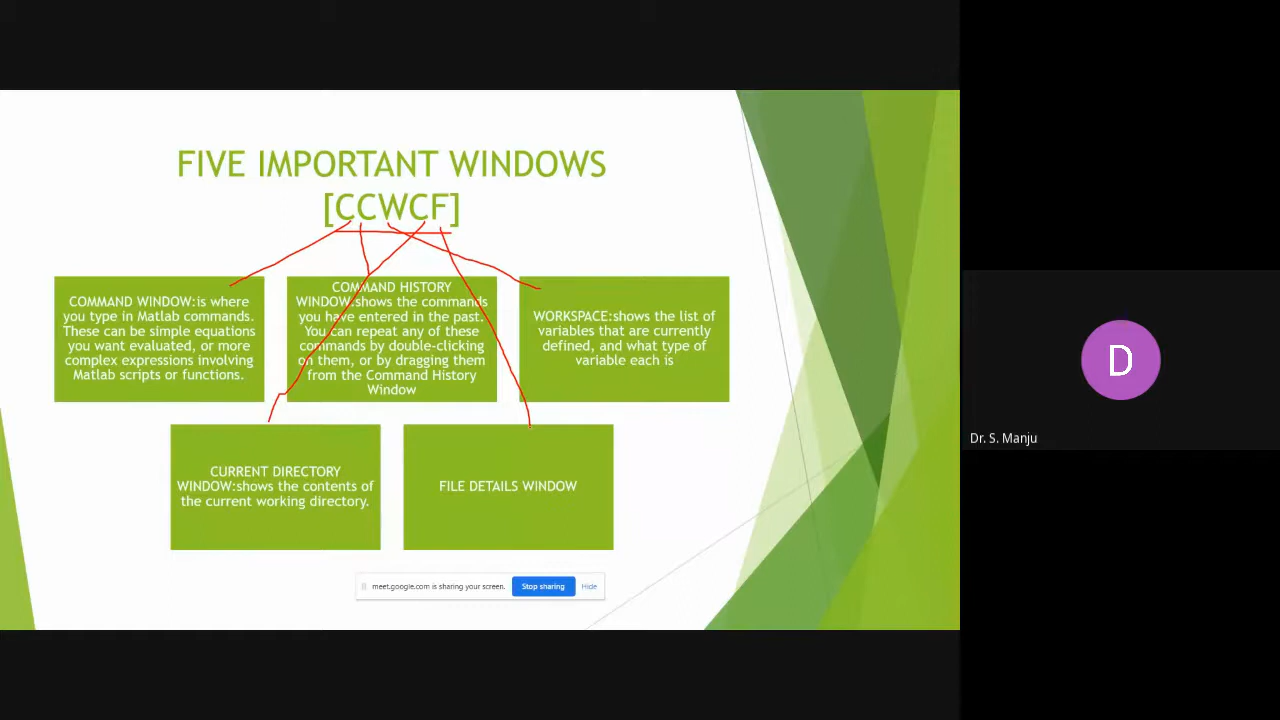 FIVE IMPORTANT WINDOWS
[CCWCF]
COMMAND WINDOW:is where
you type in Matlab commands.
These can be simple equations
you want evaluated, or more
complex expressions involving
Matlab scripts or functions.
COMMAND HISTORY
WINDOW:shows the commands
you have entered in the past.
You can repeat any of these
commands by double-clicking
on them, or by dragging them
from the Command History
Window
WORKSPACE:shows the list of
variables that are currently
defined, and what type of
variable each is
CURRENT DIRECTORY
WINDOW:shows the contents of
the current working directory.
FILE DETAILS WINDOW
meet.google.com is sharing your screen.
Stop sharing
Hide
D
Dr. S. Manju